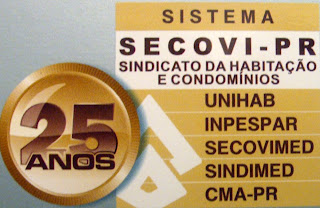 SISTEMA
SECOVI-PR
SINDICATO DA HABITAÇÃO
E CONDOMÍNIOS
25
ANOS
UNIHAB
INPESPAR
SECOVIMED
SINDIMED
CMA-PR